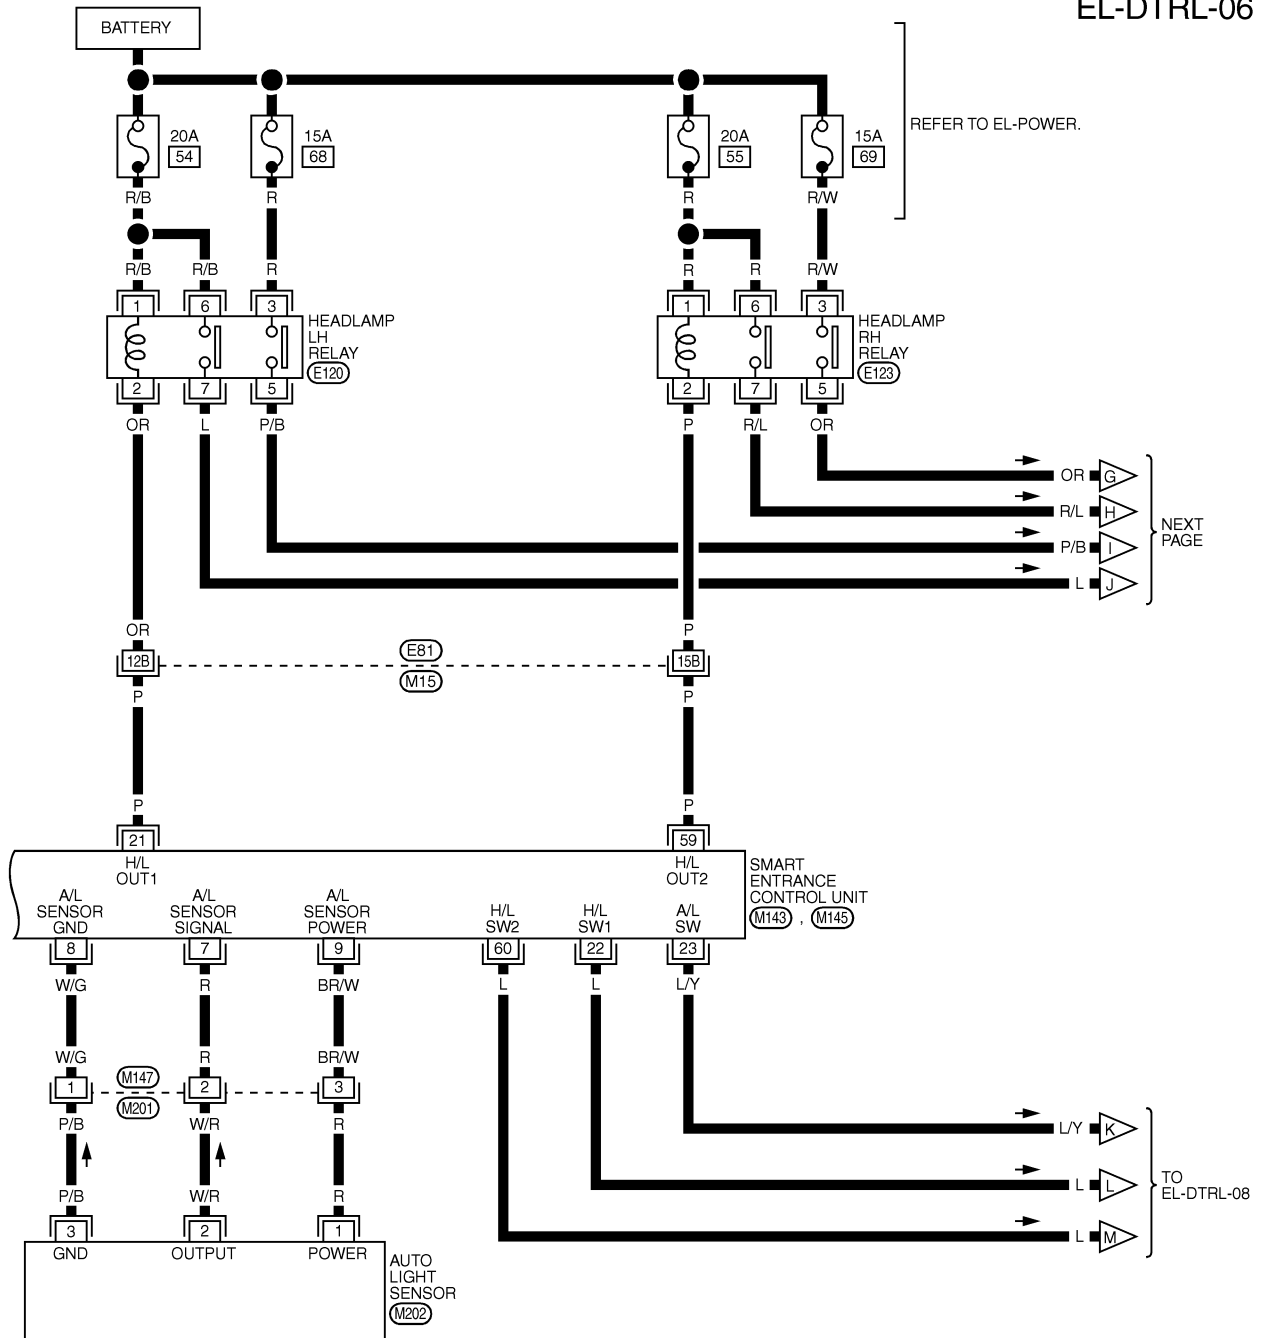 EL-DTRL-06
BATTERY
REFER TO EL-POWER.
20A
54
15A
68
20A
55
15A
69
R/B
R
R
R/W
R/B
R/B
R
R
R
R/W
1
6
3
1
6
3
HEADLAMP
LH
RELAY
E120
HEADLAMP
RH
RELAY
E123
2
7
5
2
7
5
OR
L
P/B
P
R/L
OR
OR
G
R/L
H
P/B
I
L
J
NEXT
PAGE
OR
P
12B
E81
M15
15B
P
P
P
P
21
59
H/L
OUT1
H/L
OUT2
SMART
ENTRANCE
CONTROL UNIT
M143 , M145
A/L
SENSOR
GND
A/L
SENSOR
SIGNAL
A/L
SENSOR
POWER
H/L
SW2
H/L
SW1
A/L
SW
8
7
9
60
22
23
W/G
R
BR/W
L
L
L/Y
W/G
R
BR/W
1
M147
M201
2
3
P/B
W/R
R
L/Y
K
L
L
L
M
TO
EL-DTRL-08
P/B
W/R
R
3
2
1
GND
OUTPUT
POWER
AUTO
LIGHT
SENSOR
M202